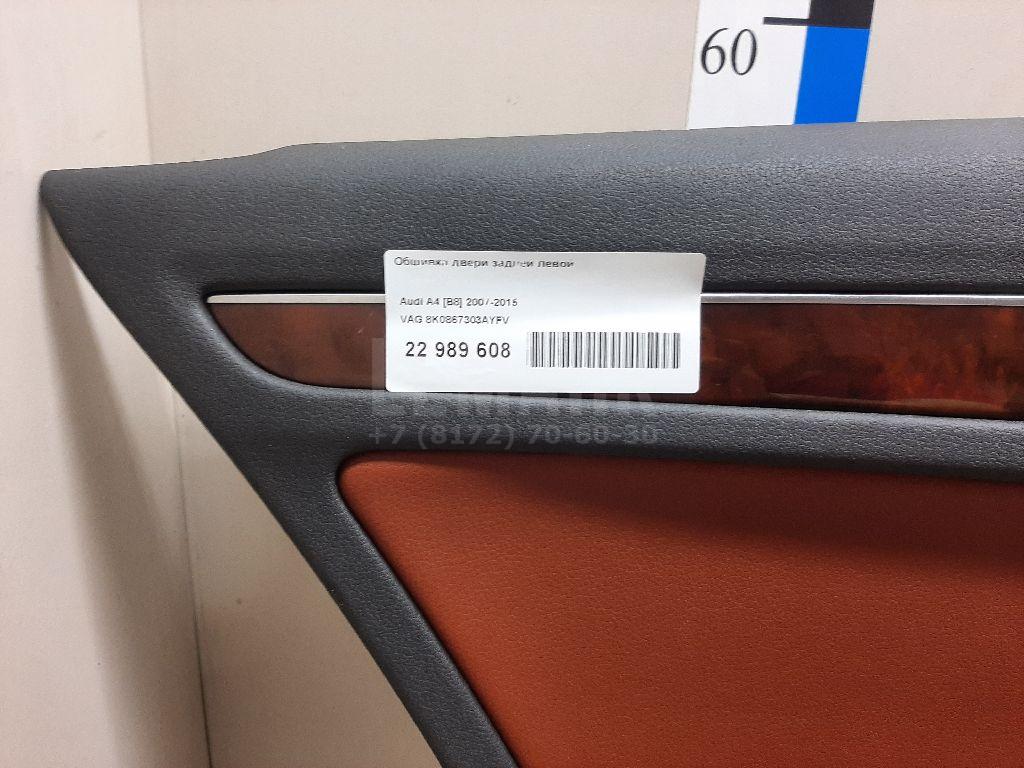 60
Обшивка двери задней левой
Audi A4 [B8] 2007-2015
VAG 8K0867303AYFV
22 989 608
+7 (8172) 70-60-30